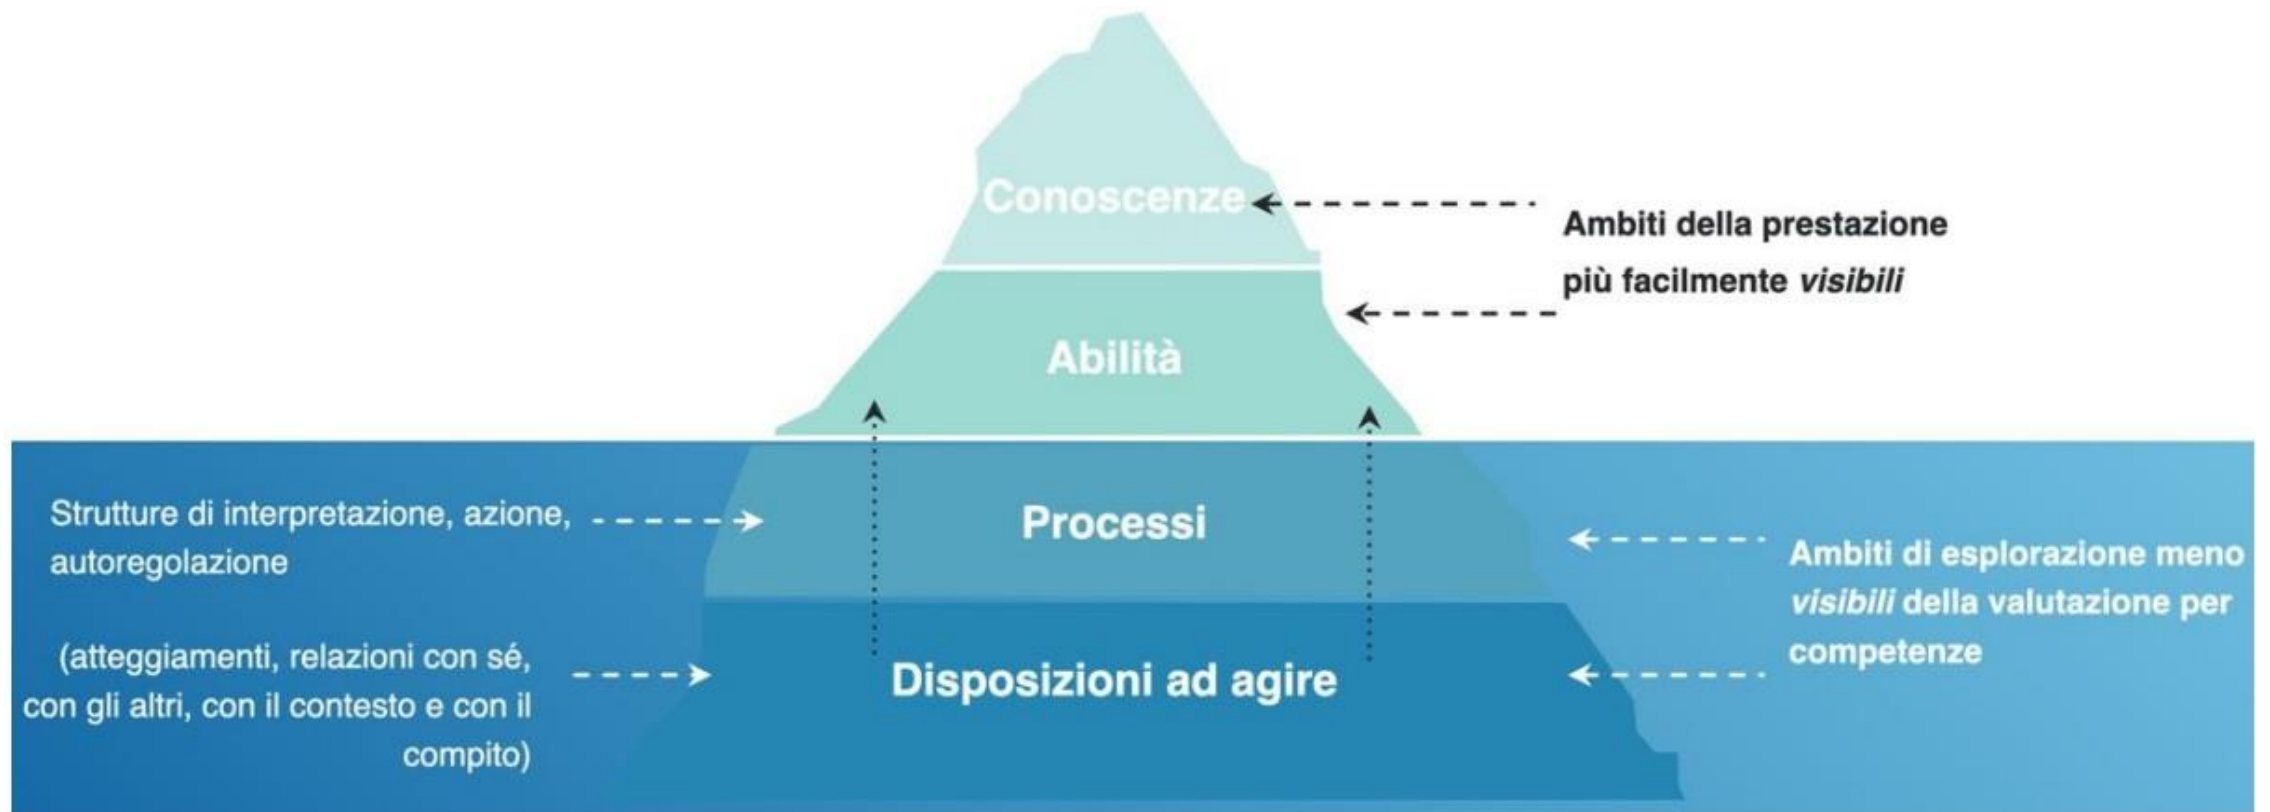 Conoscenze
Ambiti della prestazione
più facilmente visibili
Abilità
Strutture di interpretazione, azione,
autoregolazione
Processi
Ambiti di esplorazione meno
visibili della valutazione per
competenze
(atteggiamenti, relazioni con sé,
con gli altri, con il contesto e con il
compito)
Disposizioni ad agire